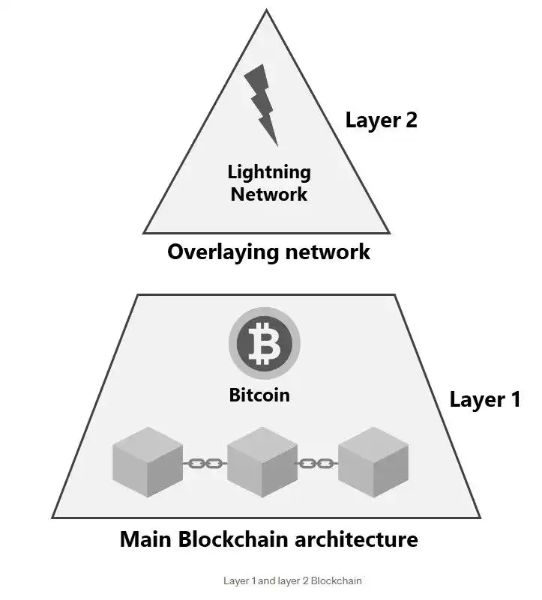 Layer 2
Lightning
Network
Overlaying network
Bitcoin
Layer 1
Main Blockchain architecture
Layer 1 and layer 2 Blockchain